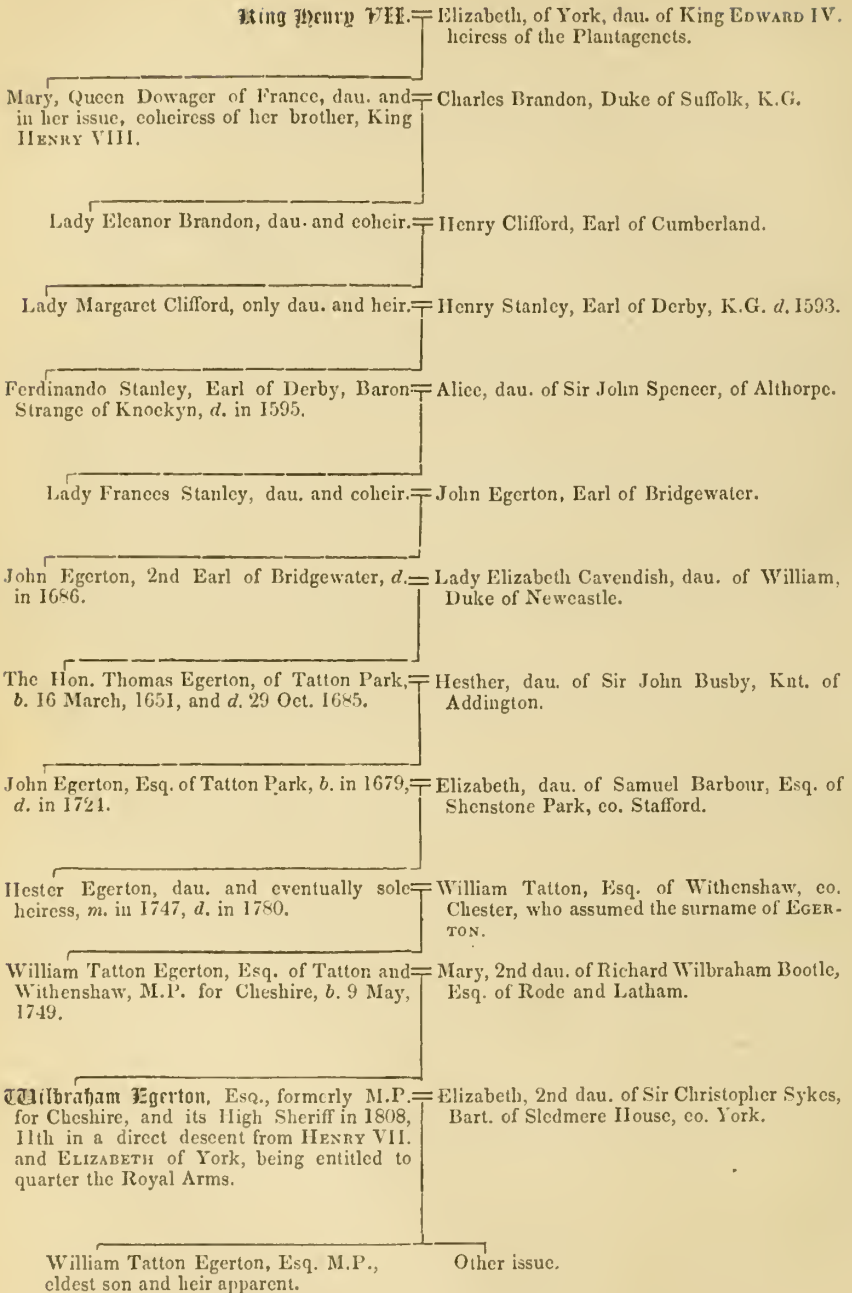 King Henry VII.
Elizabeth, of York, dau. of King EDWARD IV.
heiress of the Plantagenets.
Mary, Queen Dowager of France, dau. and
in her issue, coheiress of her brother, King
HENRY VIII.
Charles Brandon, Duke of Suffolk, K.G.
Lady Eleanor Brandon, dau. and coheir.
Henry Clifford, Earl of Cumberland.
Lady Margaret Clifford, only dau. and heir.
Henry Stanley, Earl of Derby, K.G. d. 1593.
Ferdinando Stanley, Earl of Derby, Baron
Strange of Knockyn, d. in 1595.
Alice, dau. of Sir John Spencer, of Althorpe.
Lady Frances Stanley, dau. and coheir.
John Egerton, Earl of Bridgewater.
John Egerton, 2nd Earl of Bridgewater, d.
in 1686.
Lady Elizabeth Cavendish, dau. of William,
Duke of Newcastle.
The Hon. Thomas Egerton, of Tatton Park,
b. 16 March, 1651, and d. 29 Oct. 1685.
Hesther, dau. of Sir John Busby, Knt. of
Addington.
John Egerton, Esq. of Tatton Park, b. in 1679,
d. in 1724.
Elizabeth, dau. of Samuel Barbour, Esq. of
Shenstone Park, co. Stafford.
Hester Egerton, dau. and eventually sole
heiress, m. in 1747, d. in 1780.
William Tatton, Esq. of Withenshaw, co.
Chester, who assumed the surname of EGER-
TON.
William Tatton Egerton, Esq. of Tatton and
Withenshaw, M.P. for Cheshire, b. 9 May,
1749.
Mary, 2nd dau. of Richard Wilbraham Bootle,
Esq. of Rode and Latham.
Wilbraham Egerton, Esq., formerly M.P.
for Cheshire, and its High Sheriff in 1808,
11th in a direct descent from HENRY VII.
and ELIZABETH of York, being entitled to
quarter the Royal Arms.
Elizabeth, 2nd dau. of Sir Christopher Sykes,
Bart. of Sledmere House, co. York.
William Tatton Egerton, Esq. M.P.,
eldest son and heir apparent.
Other issue.